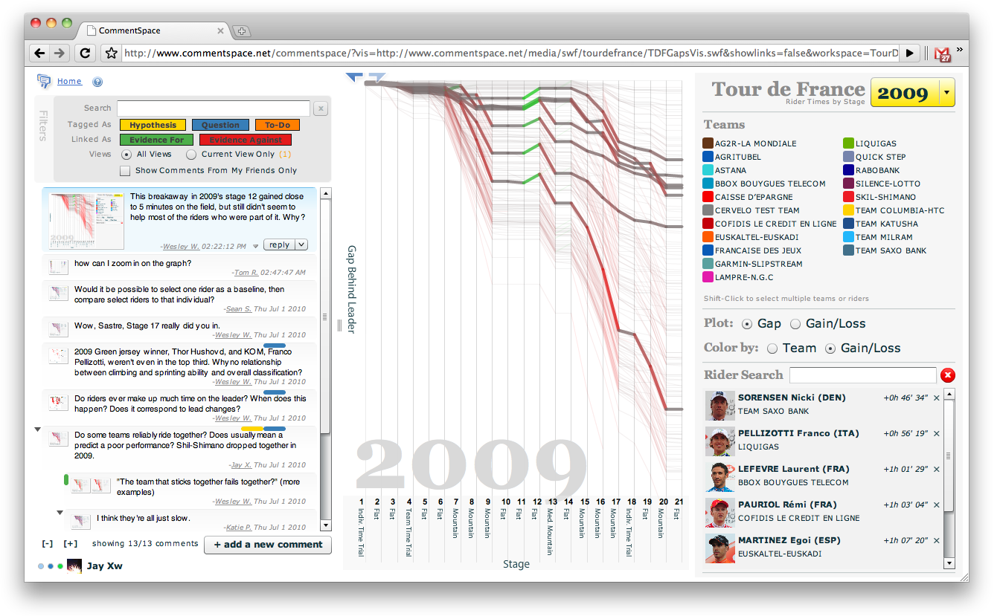 CommentSpace
http://www.commentspace.net/commentspace/?vis=http://www.commentspace.net/media/swf/tourdefrance/TDFGapsVis.swf&showlinks=false&workspace=TourD
27
»
Home
?
Filters
Search
x
Tagged As Hypothesis Question To-Do
Linked As Evidence For Evidence Against
Views All Views Current View Only (1)
Show Comments From My Friends Only
This breakaway in 2009's stage 12 gained close
to 5 minutes on the field, but still didn't seem to
help most of the riders who were part of it. Why?
-Wesley W. 02:22:12 PM reply
how can I zoom in on the graph?
-Tom R. 02:47:47 AM
Would it be possible to select one rider as a baseline, then
compare select riders to that individual?
-Sean S. Thu Jul 1 2010
Wow, Sastre, Stage 17 really did you in.
-Wesley W. Thu Jul 1 2010
2009 Green jersey winner, Thor Hushovd, and KOM, Franco
Pellizotti, weren't even in the top third. Why no relationship
between climbing and sprinting ability and overall classification?
-Wesley W. Thu Jul 1 2010
Do riders ever make up much time on the leader? When does this
happen? Does it correspond to lead changes?
-Wesley W. Thu Jul 1 2010
Do some teams reliably ride together? Does usually mean a
predict a poor performance? Shil-Shimano dropped together in
2009.
-Jay X. Thu Jul 1 2010
"The team that sticks together fails together?" (more
examples)
-Wesley W. Thu Jul 1 2010
I think they're all just slow.
-Katie P. Thu Jul 1 2010
[-] [+] showing 13/13 comments + add a new comment
Jay Xw
Gap Behind Leader
2009
1 2 3 4 5 6 7 8 9 10 11 12 13 14 15 16 17 18 19 20 21
Indiv. Time Trial
Flat
Flat
Team Time Trial
Flat
Flat
Mountain
Mountain
Mountain
Flat
Flat
Flat
Med. Mountain
Flat
Mountain
Mountain
Mountain
Indiv. Time Trial
Flat
Mountain
Flat
Stage
Tour de France 2009
Rider Times by Stage
Teams
AG2R-LA MONDIALE
AGRITUBEL
ASTANA
BBOX BOUYGUES TELECOM
CAISSE D'EPARGNE
CERVELO TEST TEAM
COFIDIS LE CREDIT EN LIGNE
EUSKALTEL-EUSKADI
FRANCAISE DES JEUX
GARMIN-SLIPSTREAM
LAMPRE-N.G.C
LIQUIGAS
QUICK STEP
RABOBANK
SILENCE-LOTTO
SKIL-SHIMANO
TEAM COLUMBIA-HTC
TEAM KATUSHA
TEAM MILRAM
TEAM SAXO BANK
Shift-Click to select multiple teams or riders
Plot: Gap Gain/Loss
Color by: Team Gain/Loss
Rider Search
SORENSEN Nicki (DEN) +0h 46' 34"
TEAM SAXO BANK
PELLIZOTTI Franco (ITA) +0h 56' 19"
LIQUIGAS
LEFEVRE Laurent (FRA) +1h 01' 29"
BBOX BOUYGUES TELECOM
PAURIOL Rémi (FRA) +1h 03' 04"
COFIDIS LE CREDIT EN LIGNE
MARTINEZ Egoi (ESP) +1h 07' 20"
EUSKALTEL-EUSKADI